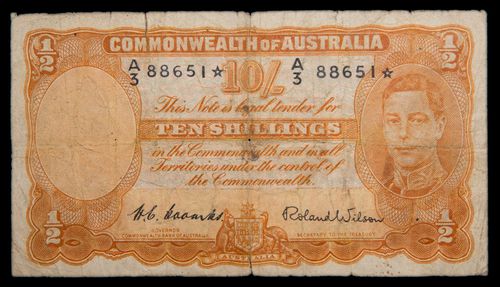 COMMONWEALTH OF AUSTRALIA
1/2 1/2
A/3 88651☆ 10/- A/3 88651☆
This Note is legal tender for
TEN SHILLINGS
in the Commonwealth and in all
Territories under the control of
the Commonwealth.
H.C. Coombs Roland Wilson
GOVERNOR SECRETARY TO THE TREASURY
COMMONWEALTH BANK OF AUSTRALIA
1/2 1/2
AUSTRALIA